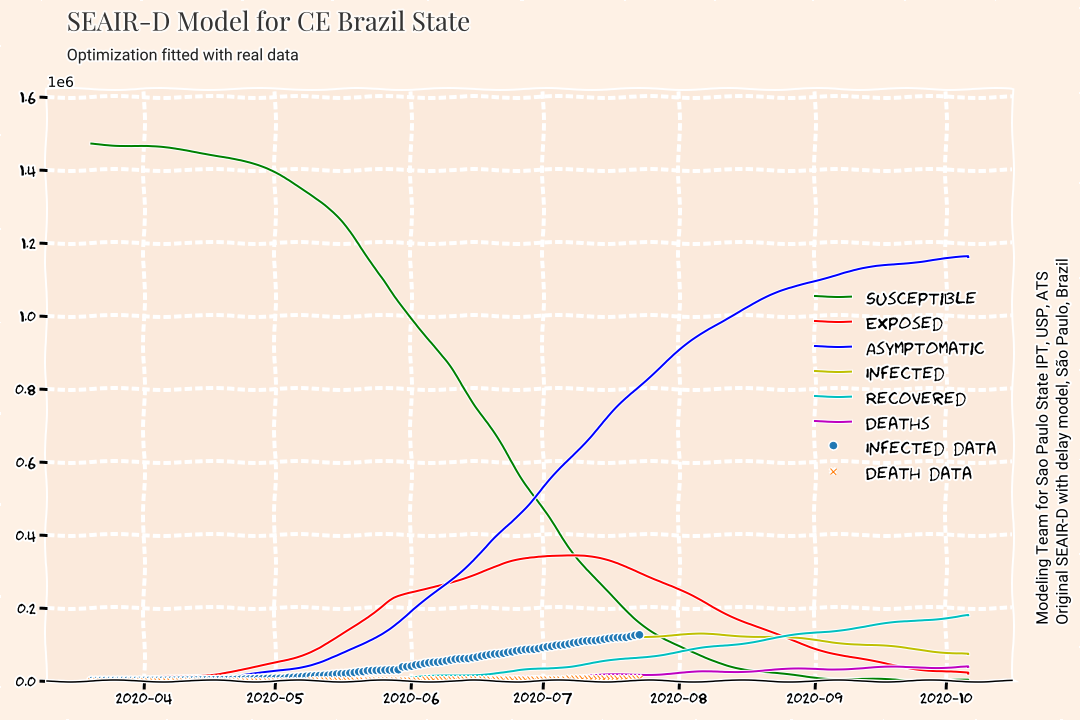 SEAIR-D Model for CE Brazil State
Optimization fitted with real data
1e6
1.6
1.4
1.2
1.0
0.8
0.6
0.4
0.2
0.0
2020-04
2020-05
2020-06
2020-07
2020-08
2020-09
2020-10
SUSCEPTIBLE
EXPOSED
ASYMPTOMATIC
INFECTED
RECOVERED
DEATHS
INFECTED DATA
DEATH DATA
Modeling Team for Sao Paulo State IPT, USP, ATS
Original SEAIR-D with delay model, São Paulo, Brazil